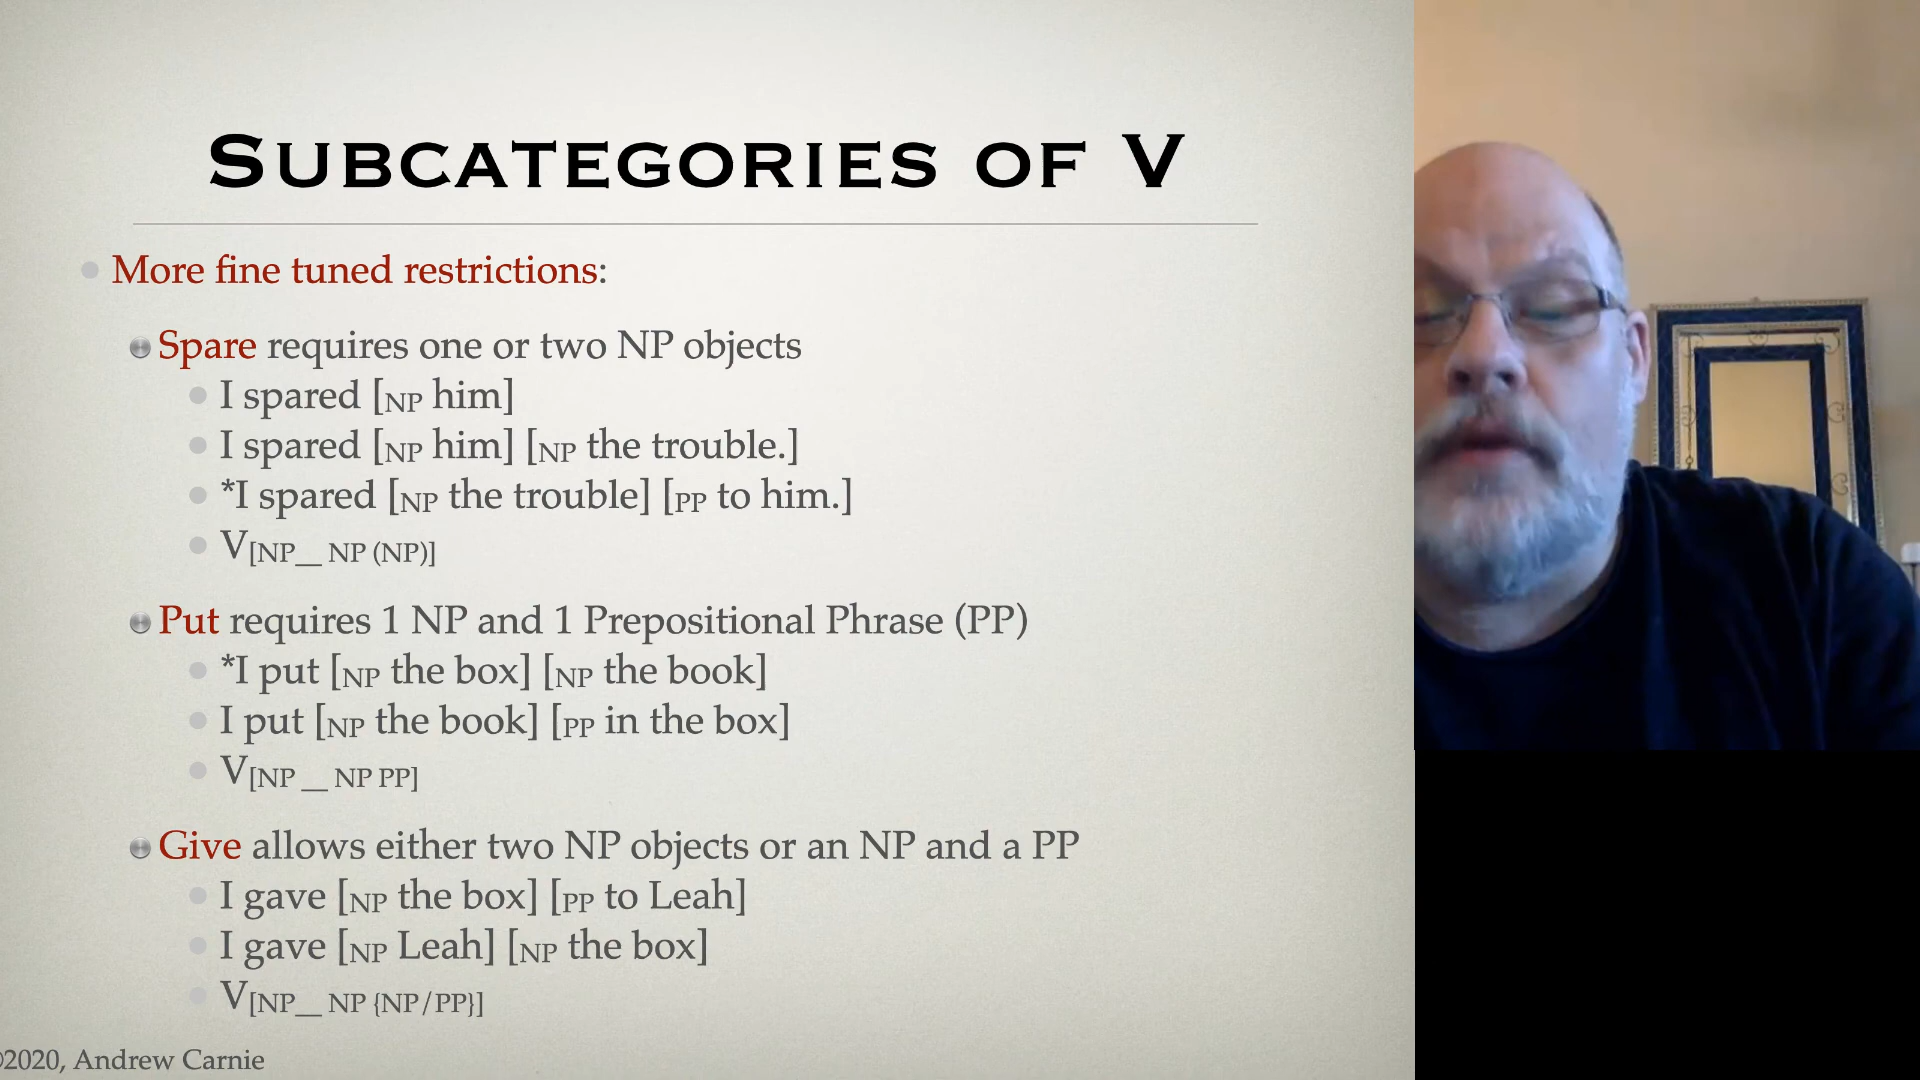 SUBCATEGORIES OF V
More fine tuned restrictions:
Spare requires one or two NP objects
I spared [NP him]
I spared [NP him] [NP the trouble.]
*I spared [NP the trouble] [PP to him.]
V[NP__ NP (NP)]
Put requires 1 NP and 1 Prepositional Phrase (PP)
*I put [NP the box] [NP the book]
I put [NP the book] [PP in the box]
V[NP __ NP PP]
Give allows either two NP objects or an NP and a PP
I gave [NP the box] [PP to Leah]
I gave [NP Leah] [NP the box]
V[NP__ NP {NP/PP}]
©2020, Andrew Carnie